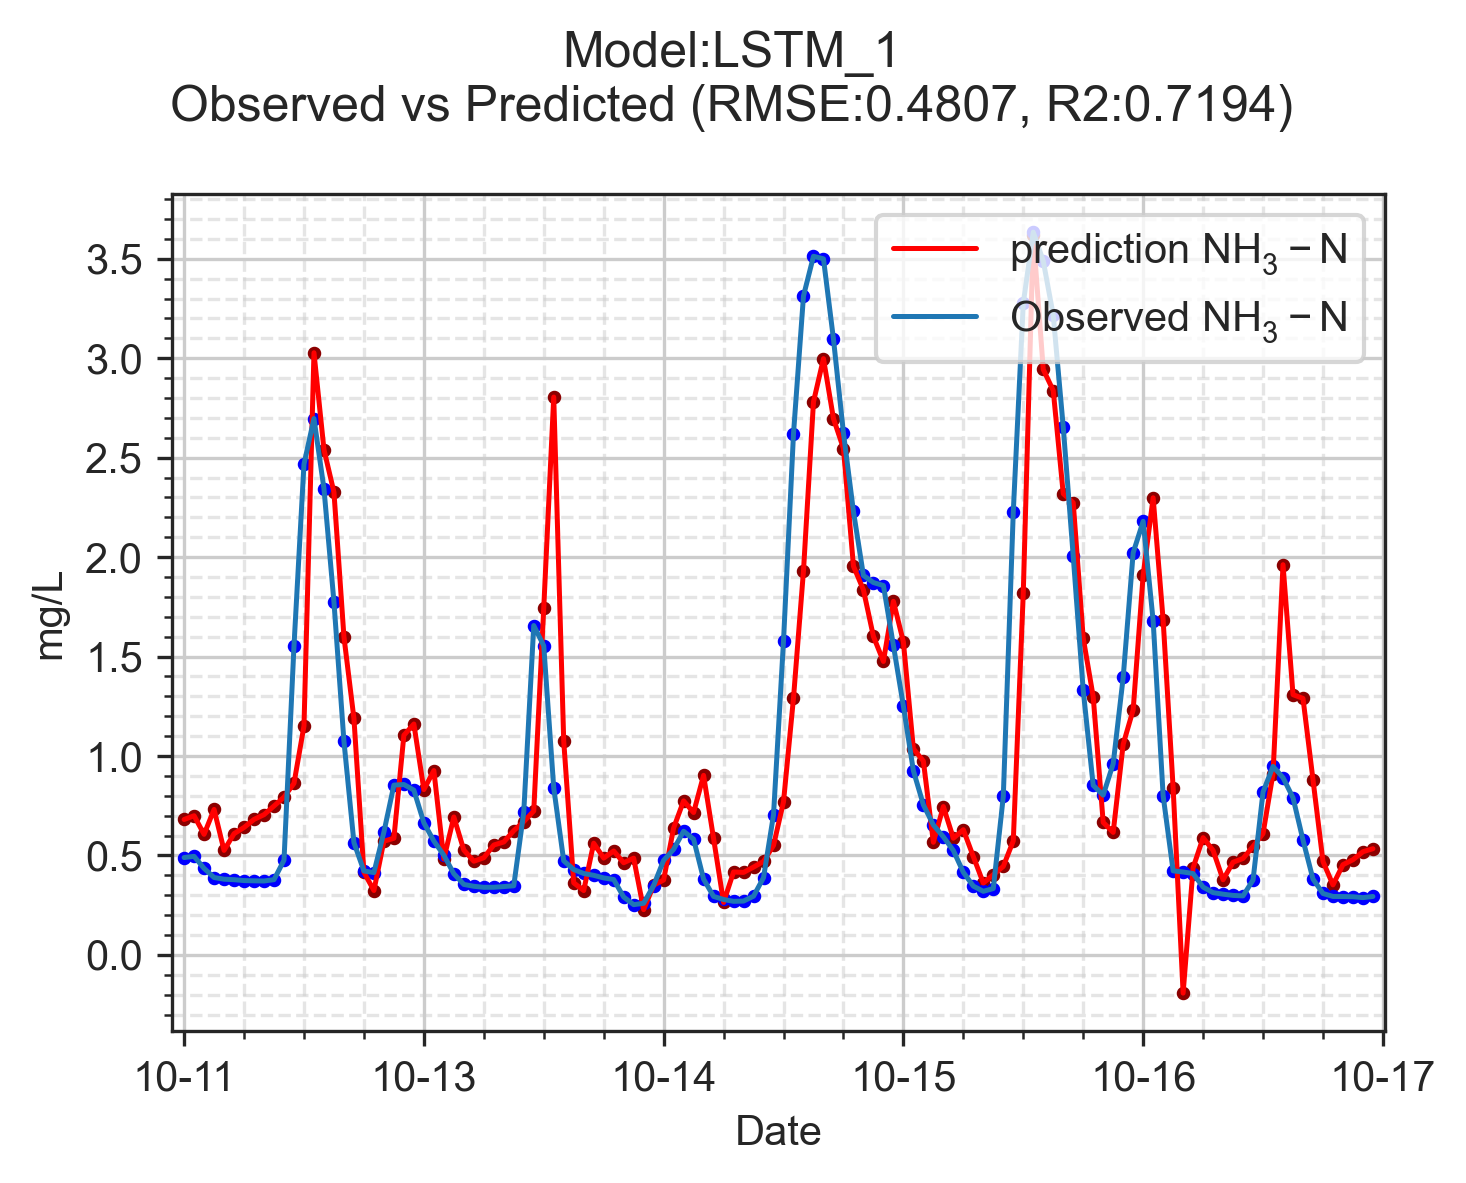 Model:LSTM_1
Observed vs Predicted (RMSE:0.4807, R2:0.7194)
prediction NH₃ − N
Observed NH₃ − N
3.5
3.0
2.5
2.0
1.5
1.0
0.5
0.0
mg/L
10-11 10-13 10-14 10-15 10-16 10-17
Date